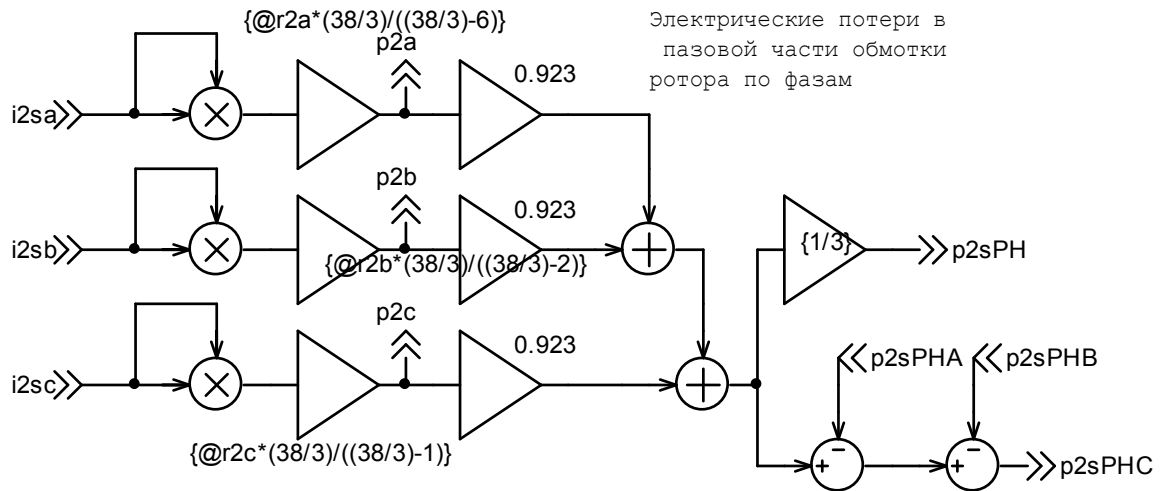 {@r2a*(38/3)/((38/3)-6)}
Электрические потери в
пазовой части обмотки
ротора по фазам
p2a
0.923
i2sa
p2b
0.923
i2sb
{@r2b*(38/3)/((38/3)-2)}
{1/3}
p2sPH
p2c
0.923
i2sc
p2sPHA
p2sPHB
{@r2c*(38/3)/((38/3)-1)}
p2sPHC